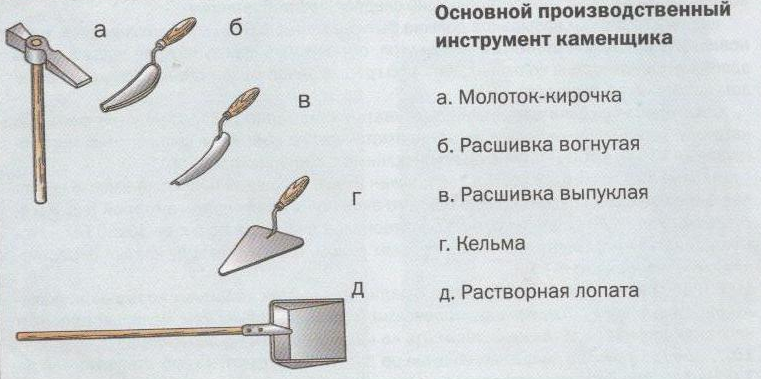 а
б
в
г
д
Основной производственный
инструмент каменщика
а. Молоток-кирочка
б. Расшивка вогнутая
в. Расшивка выпуклая
г. Кельма
д. Растворная лопата